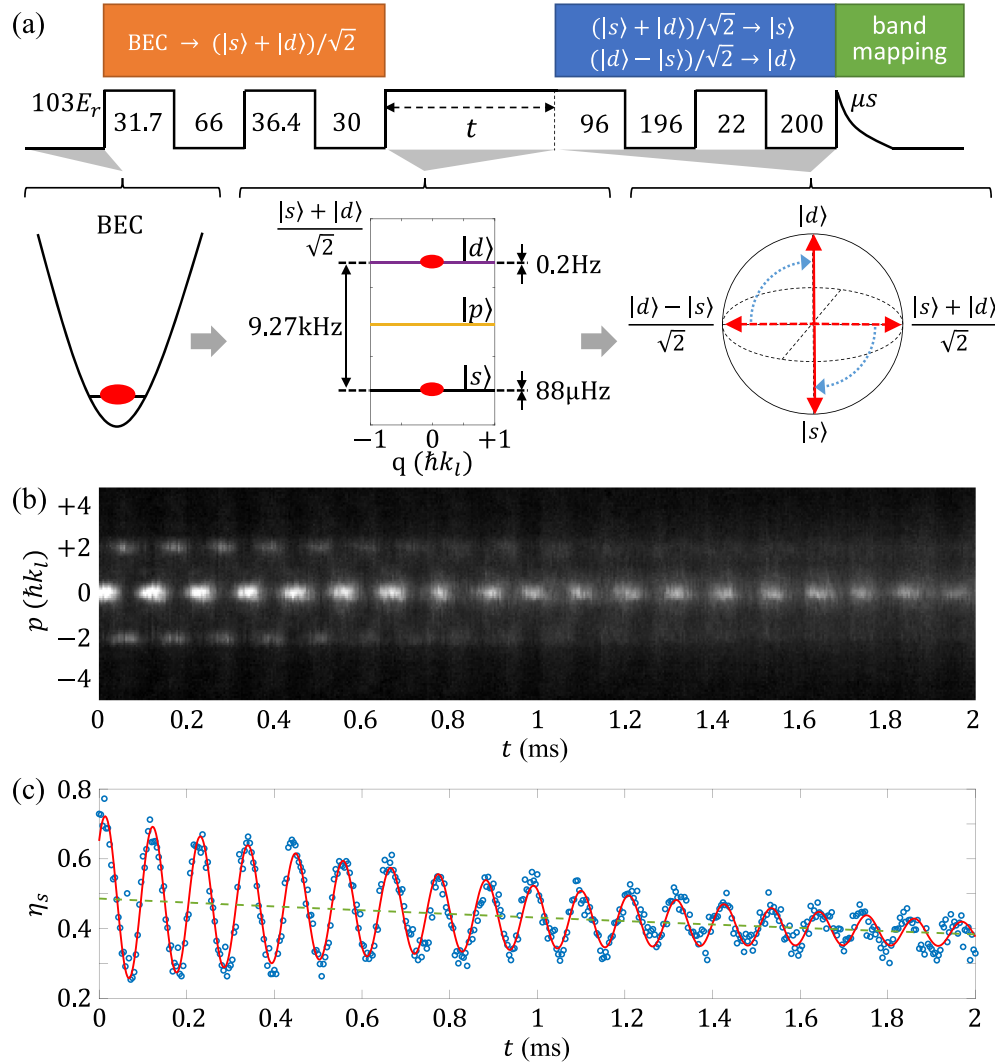 (a)
BEC → (|s⟩ + |d⟩)/√2
(|s⟩ + |d⟩)/√2 → |s⟩
(|d⟩ − |s⟩)/√2 → |d⟩
band
mapping
103E_r
31.7 66 36.4 30
t
96 196 22 200
μs
BEC
|s⟩ + |d⟩
√2
|d⟩
|p⟩
|s⟩
9.27kHz
0.2Hz
88μHz
−1 0 +1
q (ℏk_l)
|d⟩
|d⟩ − |s⟩
√2
|s⟩ + |d⟩
√2
|s⟩
(b)
+4
+2
0
−2
−4
p (ℏk_l)
0 0.2 0.4 0.6 0.8 1 1.2 1.4 1.6 1.8 2
t (ms)
(c)
0.8
0.6
0.4
0.2
η_s
0 0.2 0.4 0.6 0.8 1 1.2 1.4 1.6 1.8 2
t (ms)